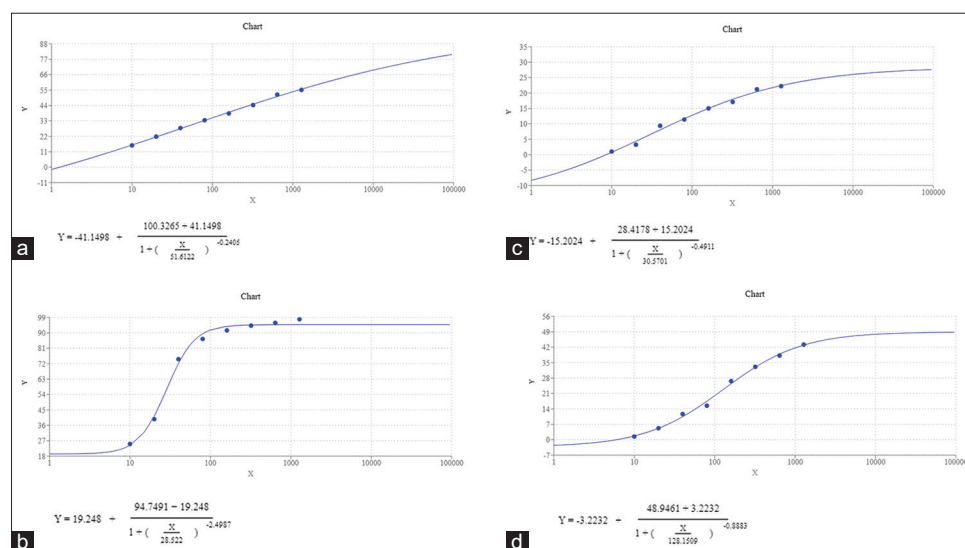 Chart
88
77
66
55
44
33
22
11
0
-11
Y
1 10 100 1000 10000 100000
X
a
Y = -41.1498 + 100.3265 + 41.1498
1 + ( X / 51.6122 ) -0.2405
Chart
99
90
81
72
63
54
45
36
27
18
Y
1 10 100 1000 10000 100000
X
b
Y = 19.248 + 94.7491 - 19.248
1 + ( X / 28.522 ) -2.4987
Chart
35
30
25
20
15
10
5
0
-5
-10
Y
1 10 100 1000 10000 100000
X
c
Y = -15.2024 + 28.4178 + 15.2024
1 + ( X / 30.5701 ) -0.4911
Chart
56
49
42
35
28
21
14
7
0
-7
Y
1 10 100 1000 10000 100000
X
d
Y = -3.2232 + 48.9461 + 3.2232
1 + ( X / 128.1509 ) -0.8883